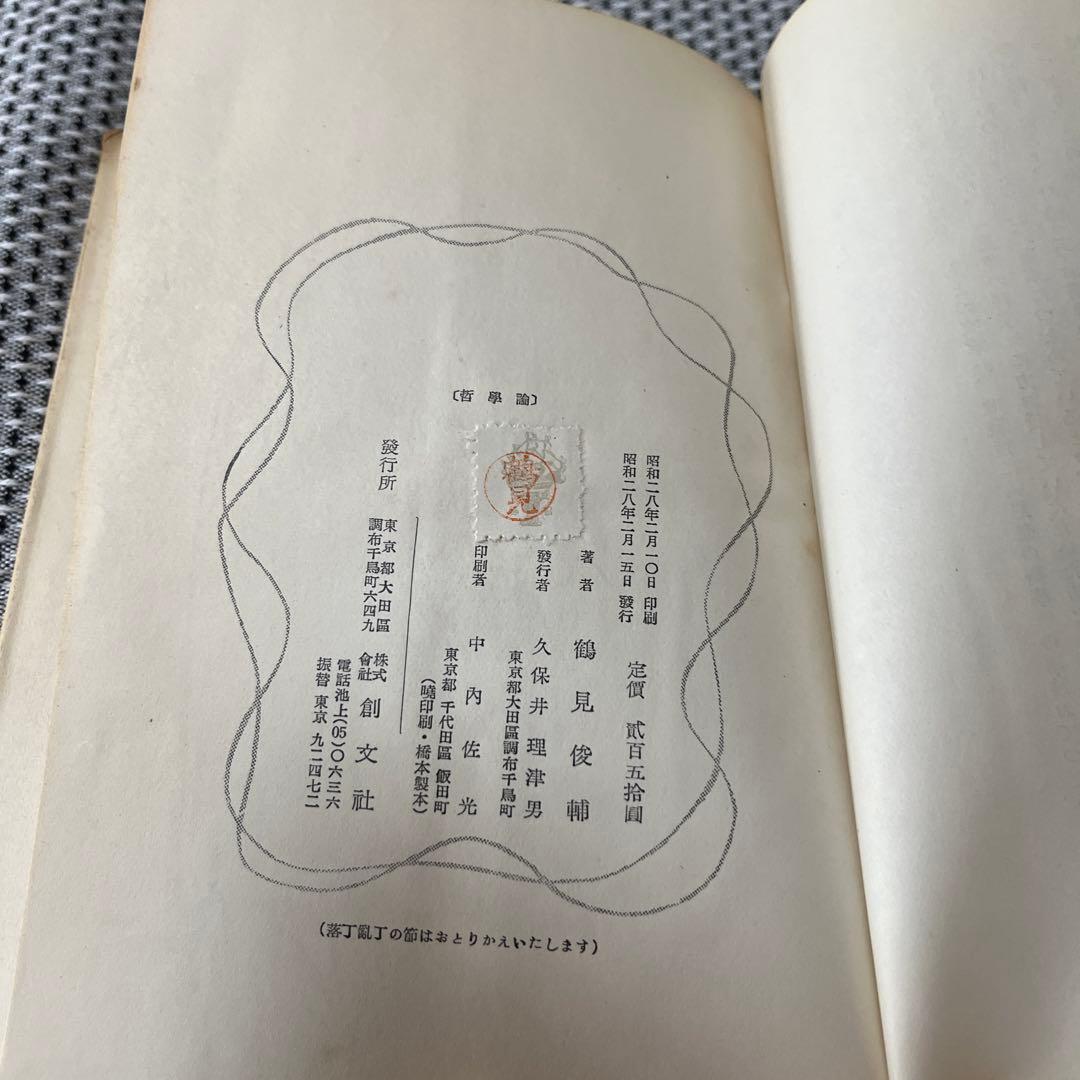 〔哲學論〕
鶴見
昭和二八年二月一〇日 印刷
昭和二八年二月一五日 發行
定價 貳百五拾圓
著者 鶴見俊輔
發行者 久保井理津男
東京都大田區調布千鳥町
印刷者 中內佐光
東京都 千代田區 飯田町
(曉印刷・橋本製本)
發行所
東京都大田區
調布千鳥町六四九
株式會社 創文社
電話池上(05)〇六三六
振替 東京 九二四七二
(落丁亂丁の節はおとりかえいたします)